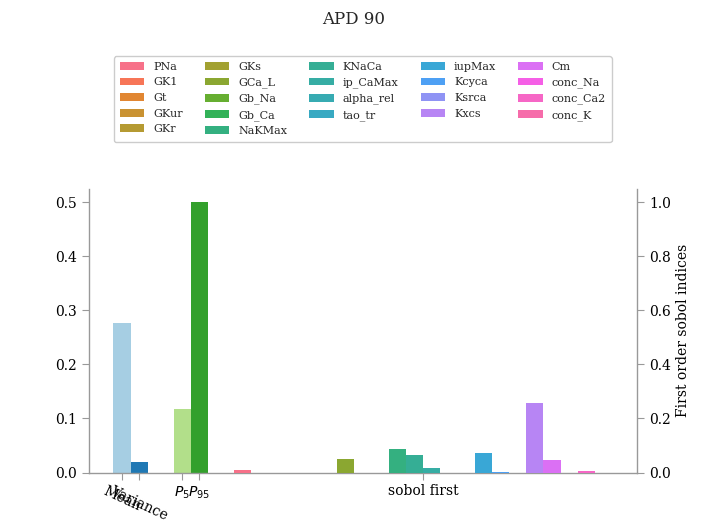 APD 90
PNa GKs KNaCa iupMax Cm
GK1 GCa_L ip_CaMax Kcyca conc_Na
Gt Gb_Na alpha_rel Ksrca conc_Ca2
GKur Gb_Ca tao_tr Kxcs conc_K
GKr NaKMax
0.5 1.0
0.4 0.8
0.3 0.6
0.2 0.4
0.1 0.2
0.0 0.0
First order sobol indices
Mean Variance P5 P95 sobol first